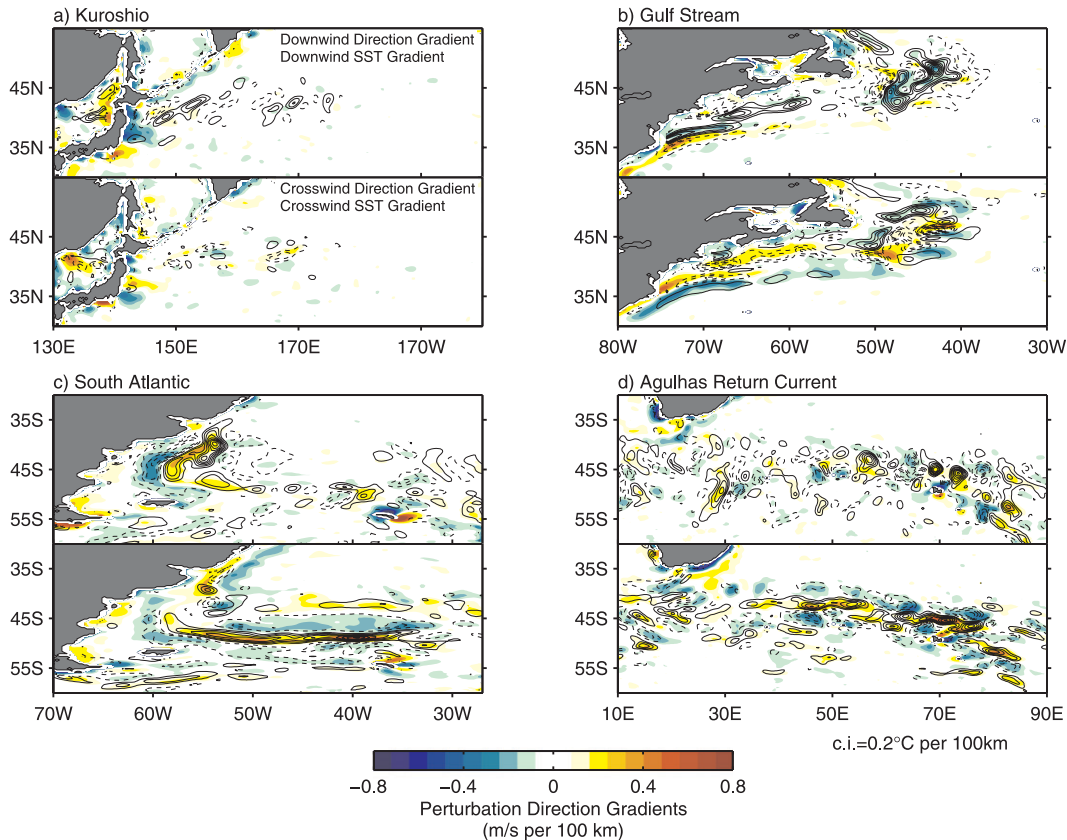 a) Kuroshio
Downwind Direction Gradient
Downwind SST Gradient
45N
35N
Crosswind Direction Gradient
Crosswind SST Gradient
45N
35N
130E 150E 170E 170W
b) Gulf Stream
45N
35N
45N
35N
80W 70W 60W 50W 40W 30W
c) South Atlantic
35S
45S
55S
35S
45S
55S
70W 60W 50W 40W 30W
d) Agulhas Return Current
35S
45S
55S
35S
45S
55S
10E 30E 50E 70E 90E
c.i.=0.2°C per 100km
−0.8 −0.4 0 0.4 0.8
Perturbation Direction Gradients
(m/s per 100 km)